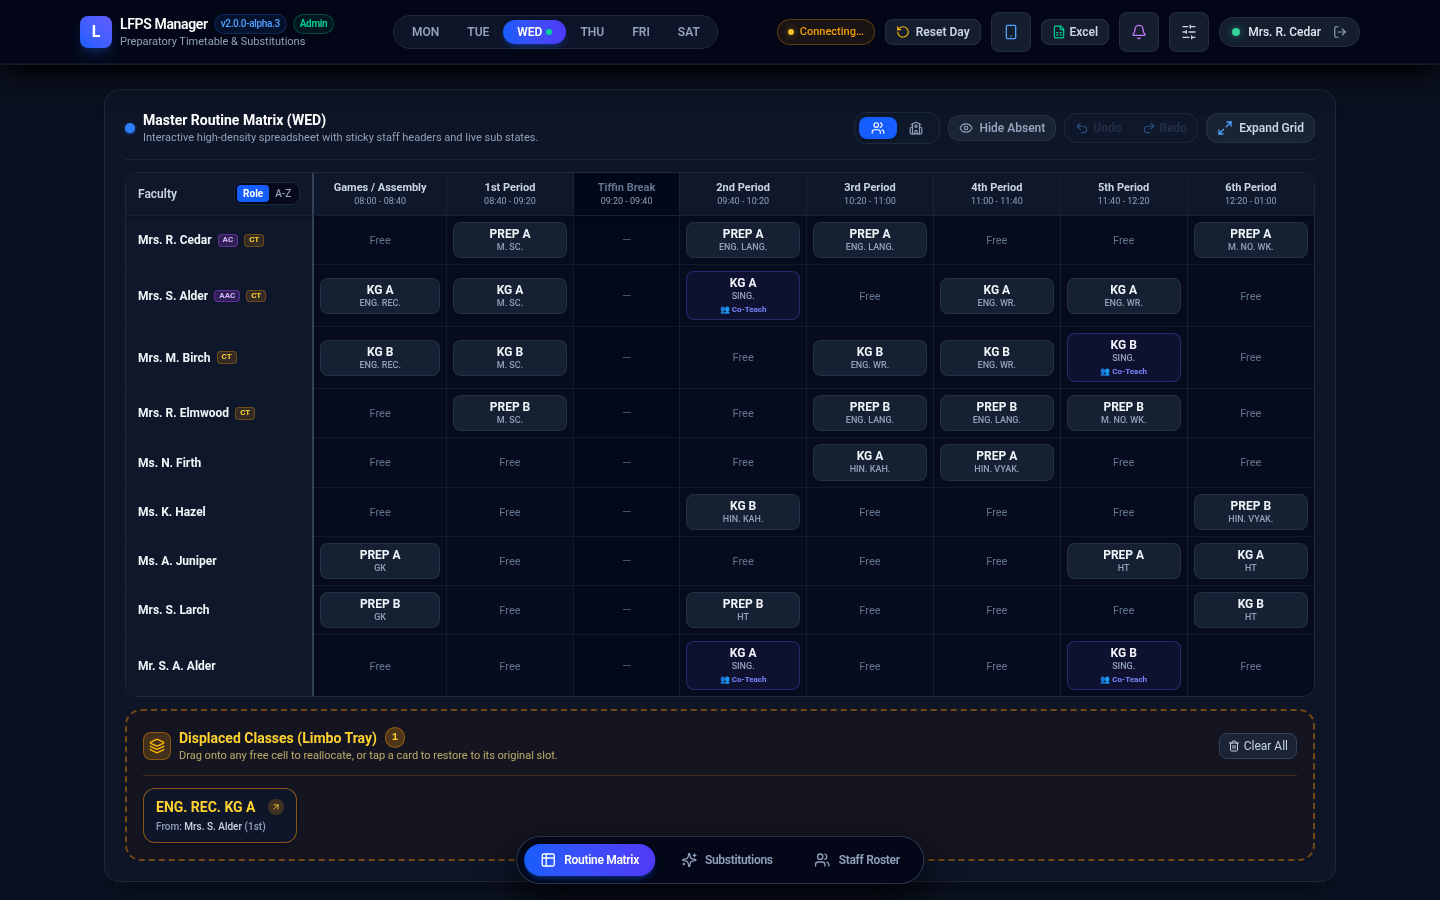 L
LFPS Manager v2.0.0-alpha.3 Admin
Preparatory Timetable & Substitutions
MON TUE WED THU FRI SAT
Connecting...
Reset Day
Excel
Mrs. R. Cedar
Master Routine Matrix (WED)
Interactive high-density spreadsheet with sticky staff headers and live sub states.
Hide Absent
Undo
Redo
Expand Grid
Faculty Role A-Z
Games / Assembly 1st Period Tiffin Break 2nd Period 3rd Period 4th Period 5th Period 6th Period
08:00 - 08:40 08:40 - 09:20 09:20 - 09:40 09:40 - 10:20 10:20 - 11:00 11:00 - 11:40 11:40 - 12:20 12:20 - 01:00
Mrs. R. Cedar AC CT Free PREP A — PREP A PREP A Free Free PREP A
M. SC. ENG. LANG. ENG. LANG. M. NO. WK.
Mrs. S. Alder AAC CT KG A KG A — KG A Free KG A KG A Free
ENG. REC. M. SC. SING. ENG. WR. ENG. WR.
👥 Co-Teach
Mrs. M. Birch CT KG B KG B — Free KG B KG B KG B Free
ENG. REC. M. SC. ENG. WR. ENG. WR. SING.
👥 Co-Teach
Mrs. R. Elmwood CT Free PREP B — Free PREP B PREP B PREP B Free
M. SC. ENG. LANG. ENG. LANG. M. NO. WK.
Ms. N. Firth Free Free — Free KG A PREP A Free Free
HIN. KAH. HIN. VYAK.
Ms. K. Hazel Free Free — KG B Free Free Free PREP B
HIN. KAH. HIN. VYAK.
Ms. A. Juniper PREP A Free — Free Free Free PREP A KG A
GK HT HT
Mrs. S. Larch PREP B Free — PREP B Free Free Free KG B
GK HT HT
Mr. S. A. Alder Free Free — KG A Free Free KG B Free
SING. SING.
👥 Co-Teach 👥 Co-Teach
Displaced Classes (Limbo Tray) 1
Drag onto any free cell to reallocate, or tap a card to restore to its original slot.
Clear All
ENG. REC. KG A
From: Mrs. S. Alder (1st)
Routine Matrix Substitutions Staff Roster